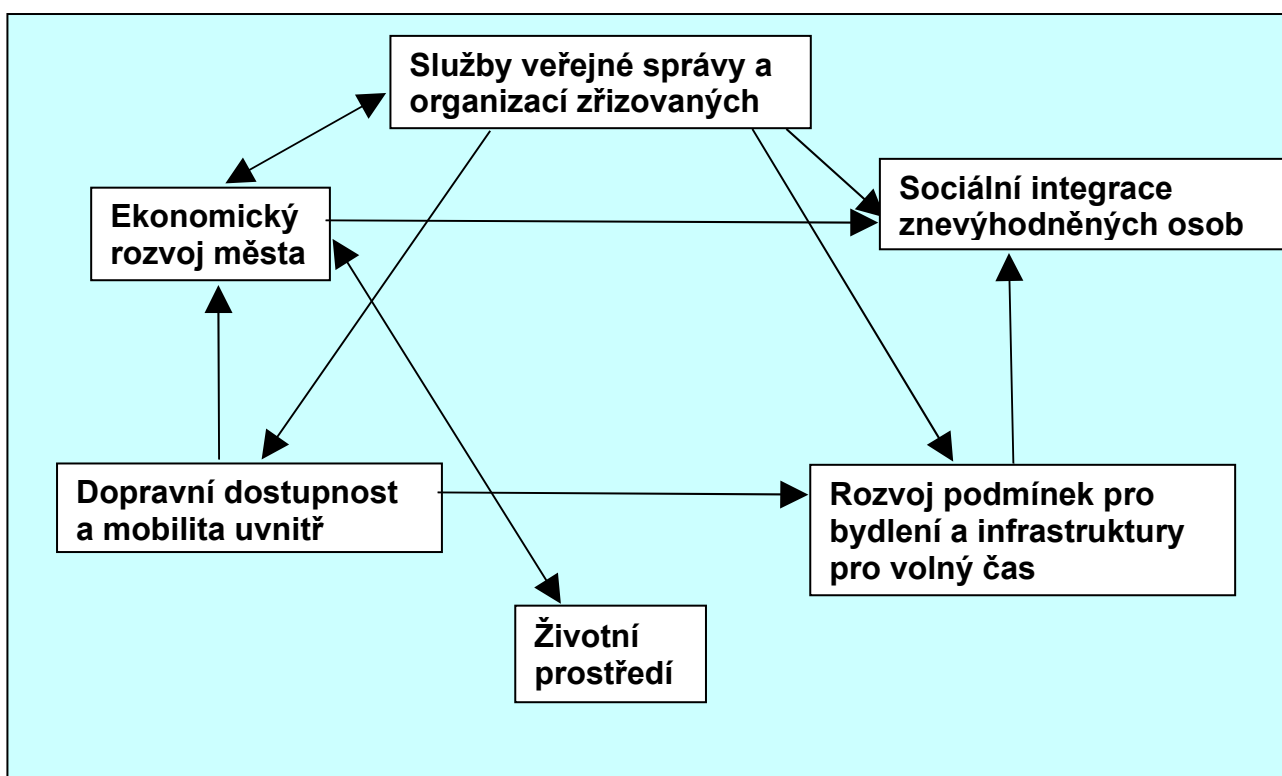 Služby veřejné správy a
organizací zřizovaných
Sociální integrace
znevýhodněných osob
Ekonomický
rozvoj města
Dopravní dostupnost
a mobilita uvnitř
Rozvoj podmínek pro
bydlení a infrastruktury
pro volný čas
Životní
prostředí